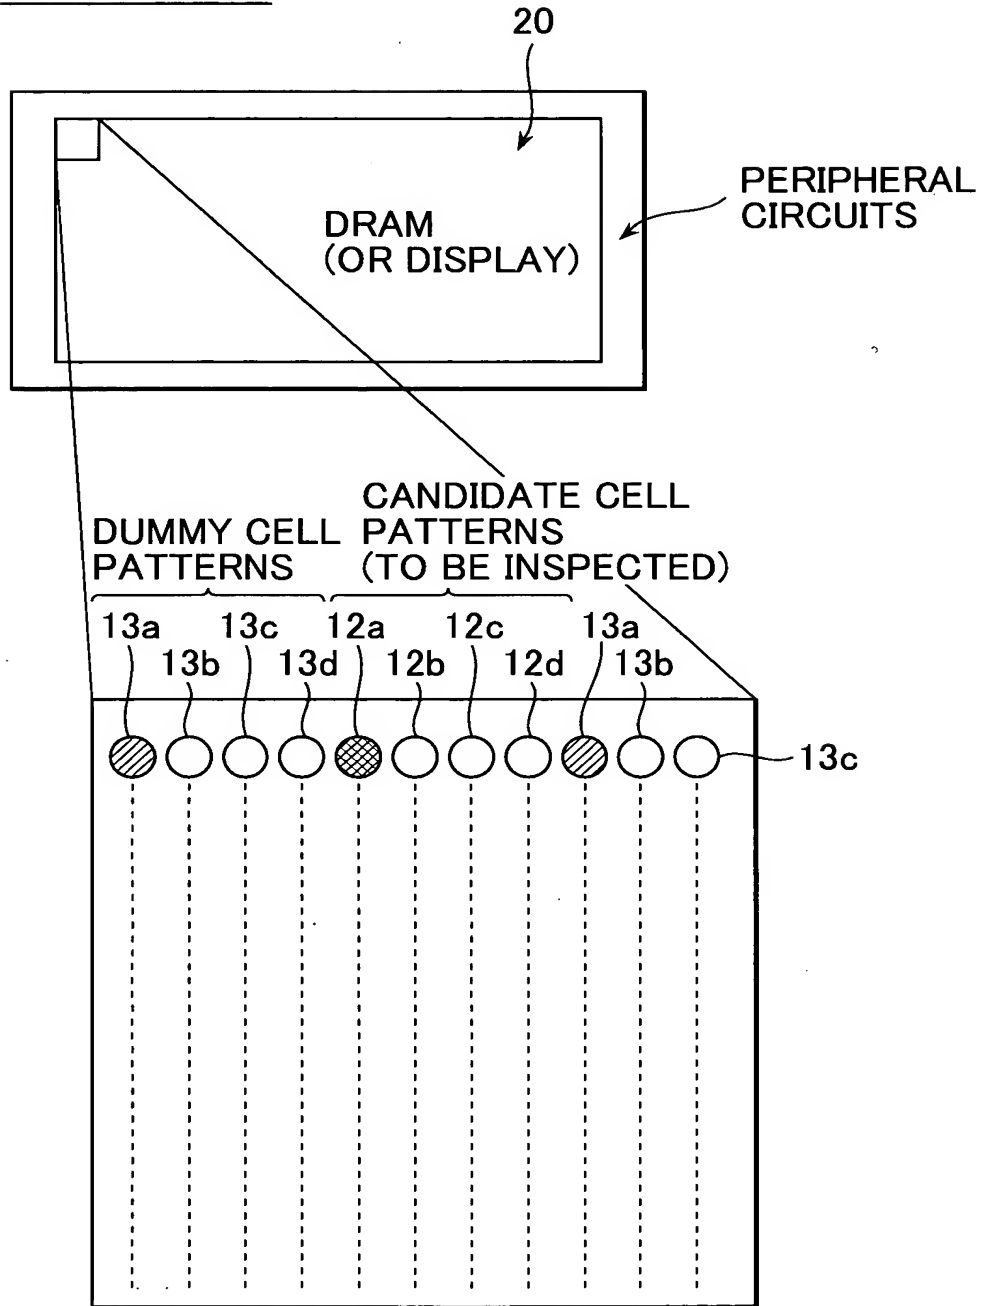 20
PERIPHERAL
CIRCUITS
DRAM
(OR DISPLAY)
CANDIDATE CELL
PATTERNS
(TO BE INSPECTED)
DUMMY CELL
PATTERNS
13a 13c 12a 12c 13a
13b 13d 12b 12d 13b
13c